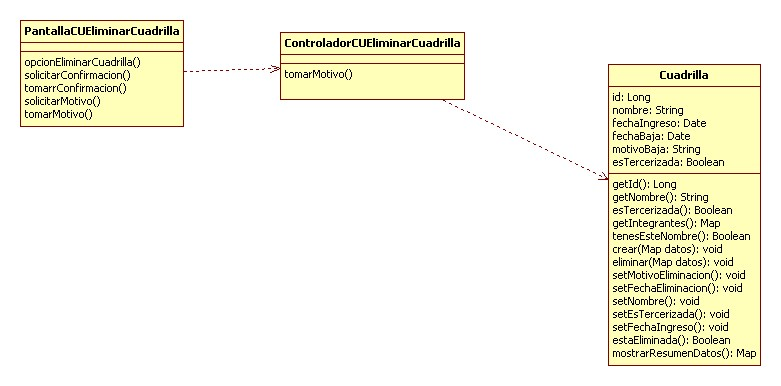 PantallaCUEliminarCuadrilla
opcionEliminarCuadrilla()
solicitarConfirmacion()
tomarrConfirmacion()
solicitarMotivo()
tomarMotivo()
ControladorCUEliminarCuadrilla
tomarMotivo()
Cuadrilla
id: Long
nombre: String
fechaIngreso: Date
fechaBaja: Date
motivoBaja: String
esTercerizada: Boolean
getId(): Long
getNombre(): String
esTercerizada(): Boolean
getIntegrantes(): Map
tenesEsteNombre(): Boolean
crear(Map datos): void
eliminar(Map datos): void
setMotivoEliminacion(): void
setFechaEliminacion(): void
setNombre(): void
setEsTercerizada(): void
setFechaIngreso(): void
estaEliminada(): Boolean
mostrarResumenDatos(): Map